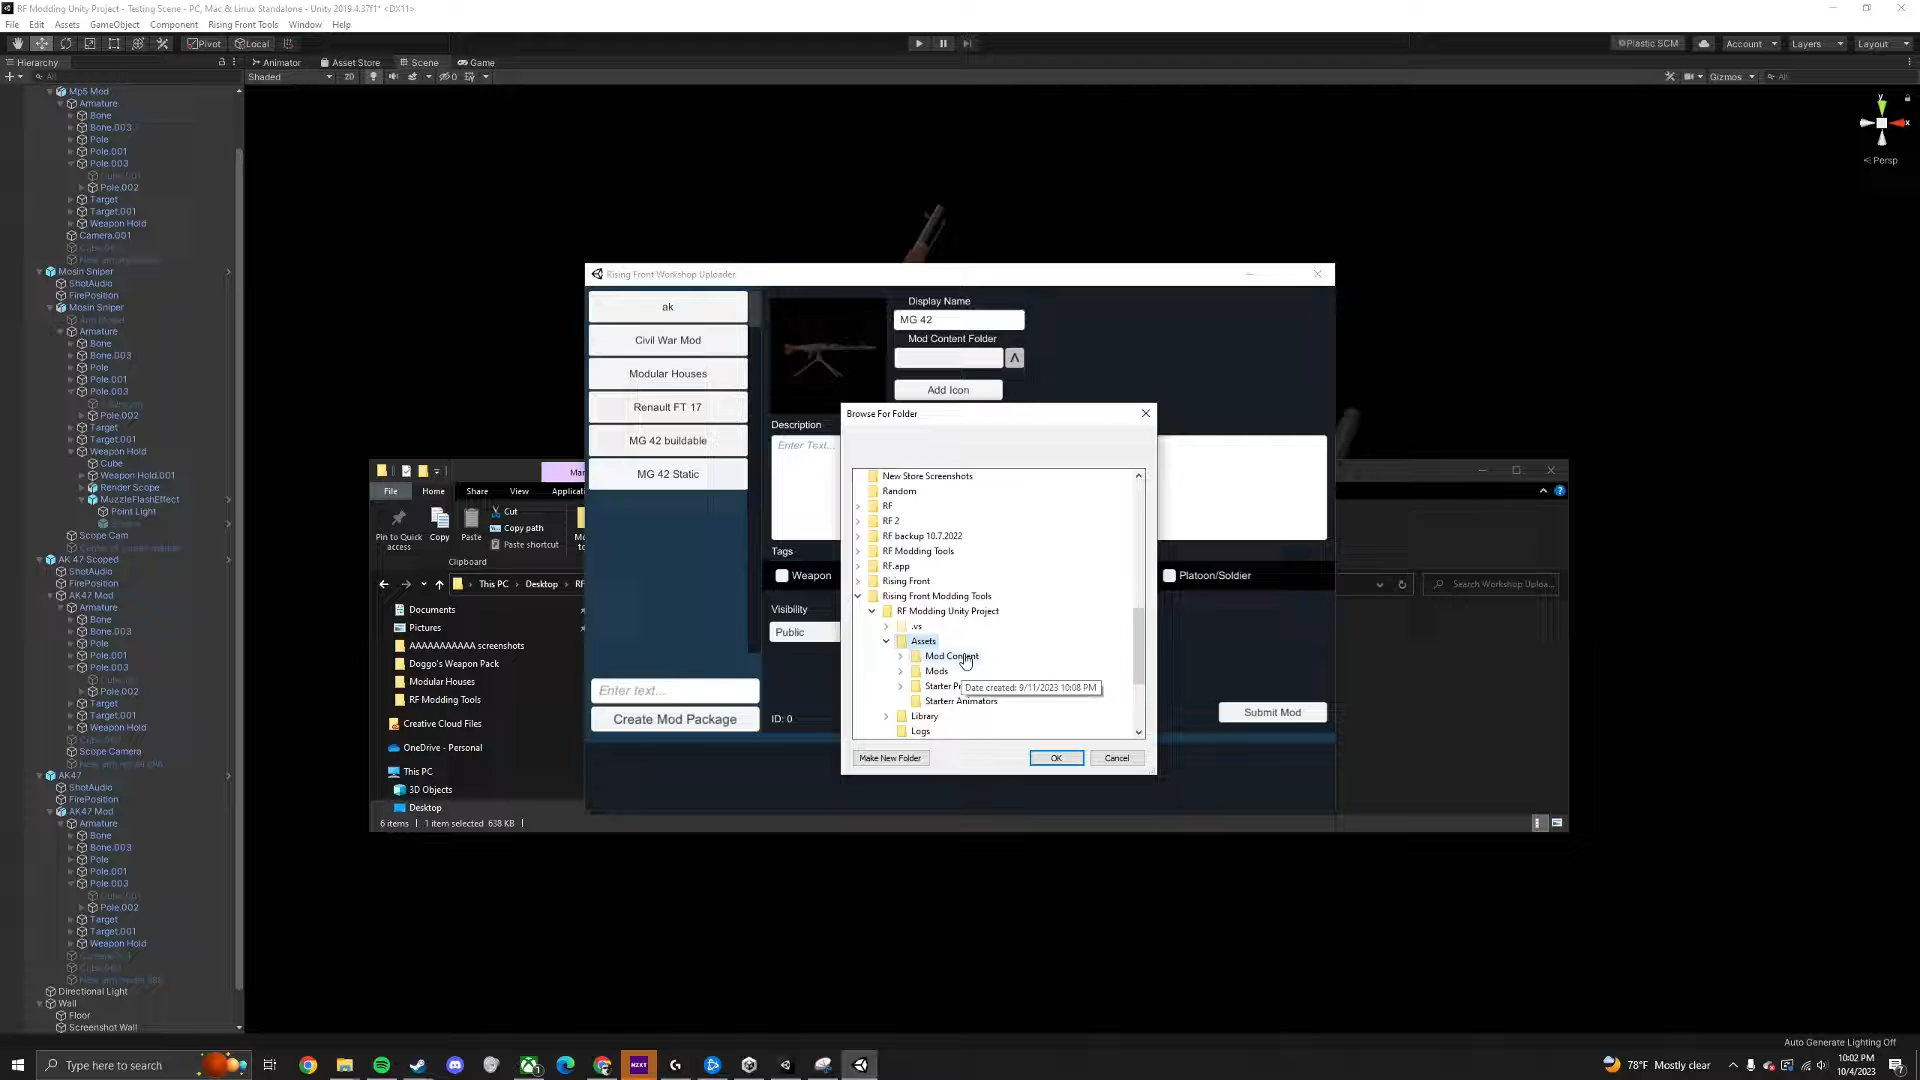 RF Modding Unity Project - Testing Scene - PC, Mac & Linux Standalone - Unity 2019.4.37f1* <DX11>
File Edit Assets GameObject Component Rising Front Tools Window Help
Pivot Local Plastic SCM Account Layers Layout
Hierarchy Animator Asset Store Scene Game
All Shaded 2D 0 Gizmos All
Mp5 Mod
Armature
Bone
Bone.003
Pole
Pole.001
Pole.003
Cube.001
Pole.002
Target
Target.001
Weapon Hold
Camera.001
Mosin Sniper
ShotAudio
FirePosition
Mosin Sniper
Armature
Bone
Bone.003
Pole
Pole.001
Pole.003
Pole.002
Target
Target.001
Weapon Hold
Cube
Weapon Hold.001
Render Scope
MuzzleFlashEffect
Point Light
Scope Cam
AK 47 Scoped
ShotAudio
FirePosition
AK47 Mod
Armature
Bone
Bone.003
Pole
Pole.001
Pole.003
Pole.002
Target
Target.001
Weapon Hold
Scope Camera
AK47
ShotAudio
FirePosition
AK47 Mod
Armature
Bone
Bone.003
Pole
Pole.001
Pole.003
Pole.002
Target
Target.001
Weapon Hold
Directional Light
Wall
Floor
Screenshot Wall
y
x
Persp
Rising Front Workshop Uploader
ak
Civil War Mod
Modular Houses
Renault FT 17
MG 42 buildable
MG 42 Static
Enter text...
Create Mod Package
Display Name
MG 42
Mod Content Folder
Λ
Add Icon
Description
Enter Text...
Tags
Weapon Platoon/Soldier
Visibility
Public
ID: 0
Submit Mod
Browse For Folder
New Store Screenshots
Random
RF
RF 2
RF backup 10.7.2022
RF Modding Tools
RF.app
Rising Front
Rising Front Modding Tools
RF Modding Unity Project
.vs
Assets
Mod Content
Mods
Starter Pr
Date created: 9/11/2023 10:08 PM
Starterr Animators
Library
Logs
Make New Folder OK Cancel
Man
File Home Share View Applicati
Pin to Quick access
Copy
Paste
Cut
Copy path
Paste shortcut
Mo
to
Clipboard
This PC Desktop RF
Search Workshop Uploa...
Documents
Pictures
AAAAAAAAAAA screenshots
Doggo's Weapon Pack
Modular Houses
RF Modding Tools
Creative Cloud Files
OneDrive - Personal
This PC
3D Objects
Desktop
6 items 1 item selected 638 KB
Auto Generate Lighting Off
Type here to search
NZXT
78°F Mostly clear
10:02 PM
10/4/2023